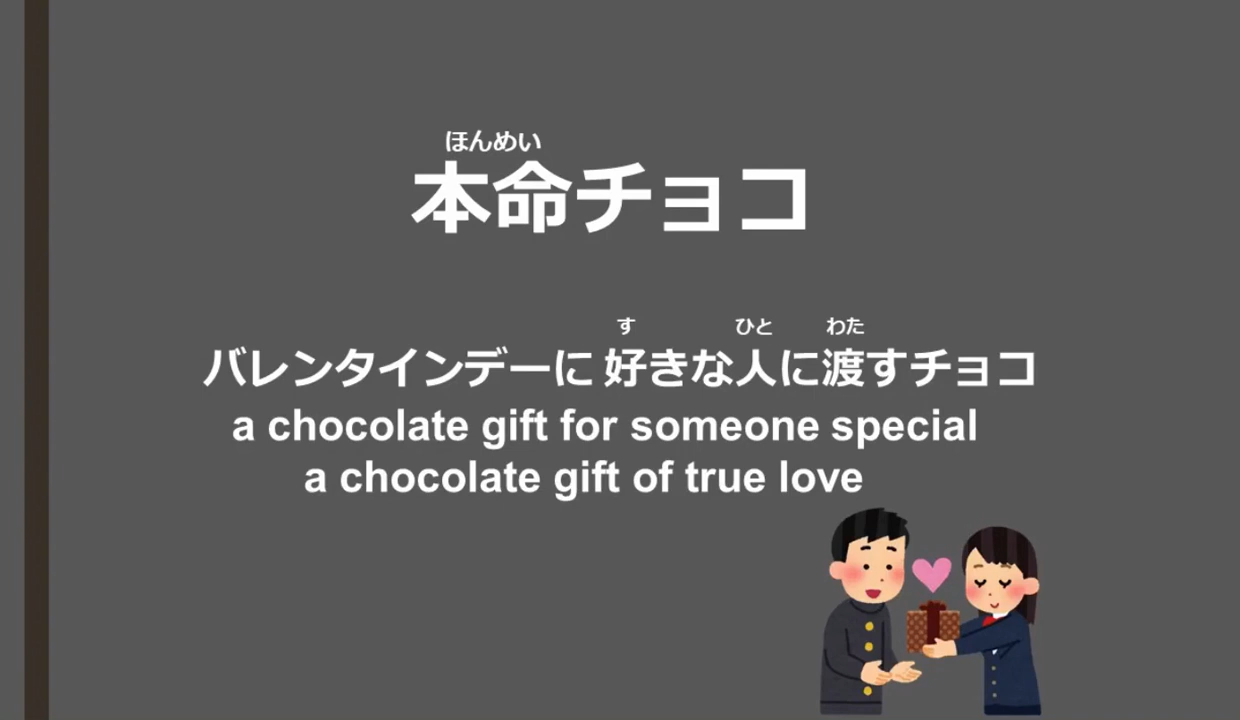 ほんめい
本命チョコ
す ひと わた
バレンタインデーに 好きな人に渡すチョコ
a chocolate gift for someone special
a chocolate gift of true love